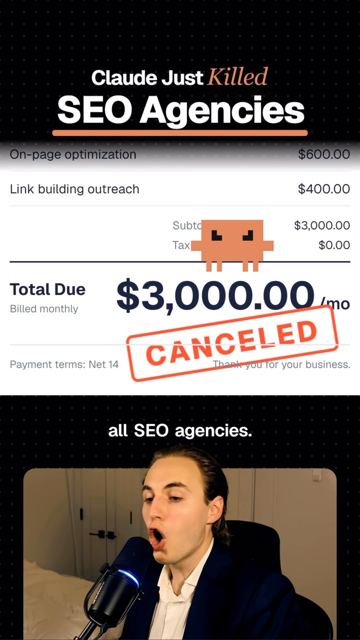 Claude Just Killed
SEO Agencies
On-page optimization $600.00
Link building outreach $400.00
$3,000.00
Tax $0.00
Total Due $3,000.00 /mo
Billed monthly
CANCELED
Payment terms: Net 14 Thank you for your business.
all SEO agencies.